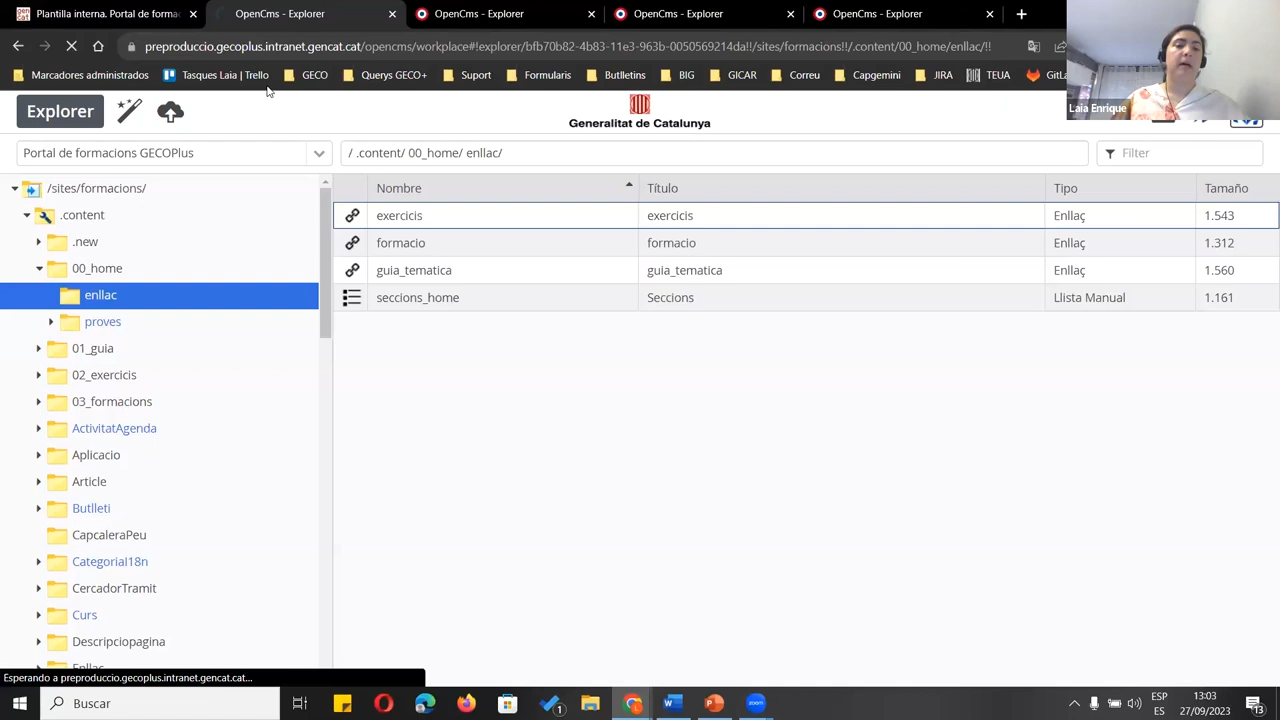 Plantilla interna. Portal de formac
OpenCms - Explorer
OpenCms - Explorer
OpenCms - Explorer
OpenCms - Explorer
preproduccio.gecoplus.intranet.gencat.cat/opencms/workplace#!explorer/bfb70b82-4b83-11e3-963b-0050569214da!!/sites/formacions!!/.content/00_home/enllac/!!
Marcadores administrados
Tasques Laia | Trello
GECO
Querys GECO+
Suport
Formularis
Butlletins
BIG
GICAR
Correu
Capgemini
JIRA
TEUA
GitLa
Laia Enrique
Explorer
Generalitat de Catalunya
Portal de formacions GECOPlus
/ .content/ 00_home/ enllac/
Filter
/sites/formacions/
.content
.new
00_home
enllac
proves
01_guia
02_exercicis
03_formacions
ActivitatAgenda
Aplicacio
Article
Butlleti
CapcaleraPeu
CategoriaI18n
CercadorTramit
Curs
Descripciopagina
Enllac
Nombre Título Tipo Tamaño
exercicis exercicis Enllaç 1.543
formacio formacio Enllaç 1.312
guia_tematica guia_tematica Enllaç 1.560
seccions_home Seccions Llista Manual 1.161
Esperando a preproduccio.gecoplus.intranet.gencat.cat...
Buscar
1
ESP
ES
13:03
27/09/2023
13